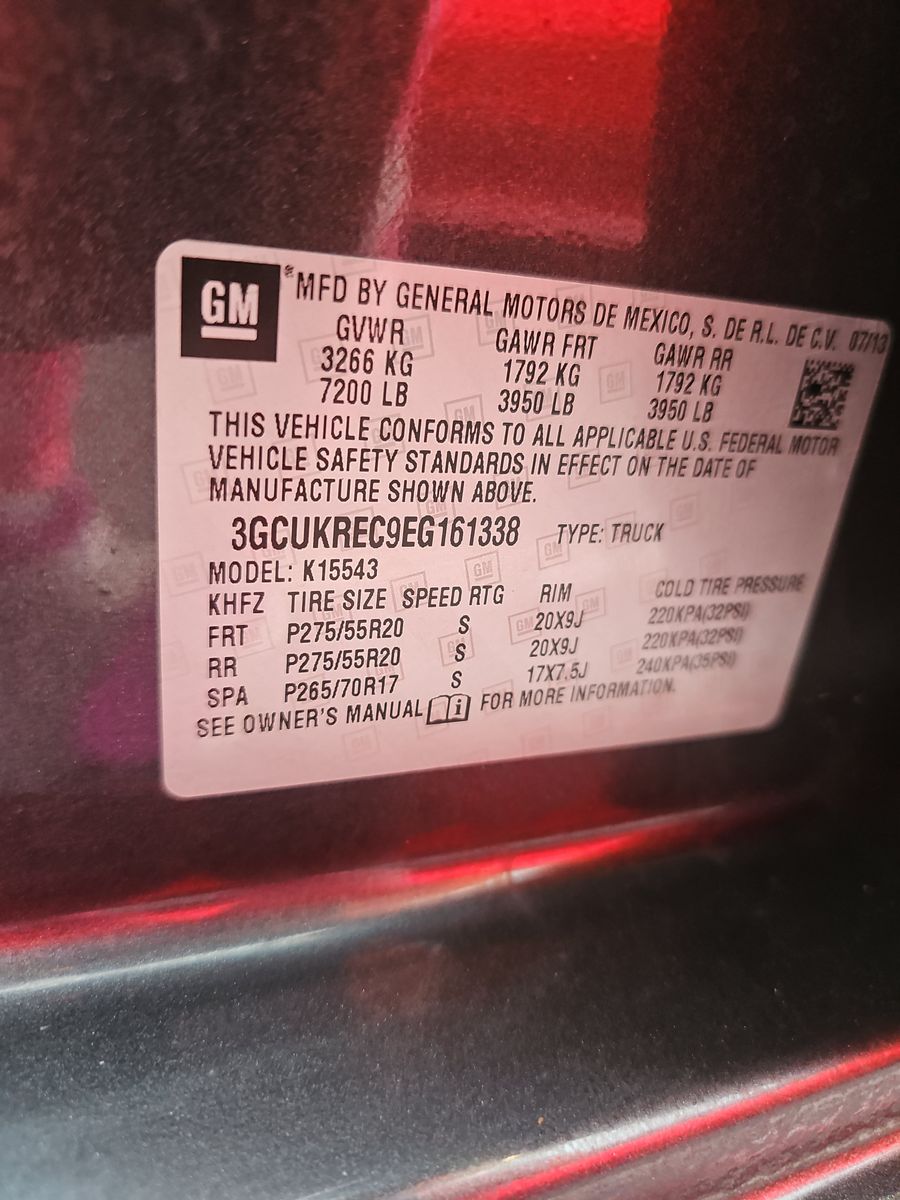 GM
® MFD BY GENERAL MOTORS DE MEXICO, S. DE R.L. DE C.V. 07/13
GVWR GAWR FRT GAWR RR
3266 KG 1792 KG 1792 KG
7200 LB 3950 LB 3950 LB
THIS VEHICLE CONFORMS TO ALL APPLICABLE U.S. FEDERAL MOTOR
VEHICLE SAFETY STANDARDS IN EFFECT ON THE DATE OF
MANUFACTURE SHOWN ABOVE.
3GCUKREC9EG161338 TYPE: TRUCK
MODEL: K15543
KHFZ TIRE SIZE SPEED RTG RIM COLD TIRE PRESSURE
FRT P275/55R20 S 20X9J 220KPA(32PSI)
RR P275/55R20 S 20X9J 220KPA(32PSI)
SPA P265/70R17 S 17X7.5J 240KPA(35PSI)
SEE OWNER'S MANUAL i FOR MORE INFORMATION.